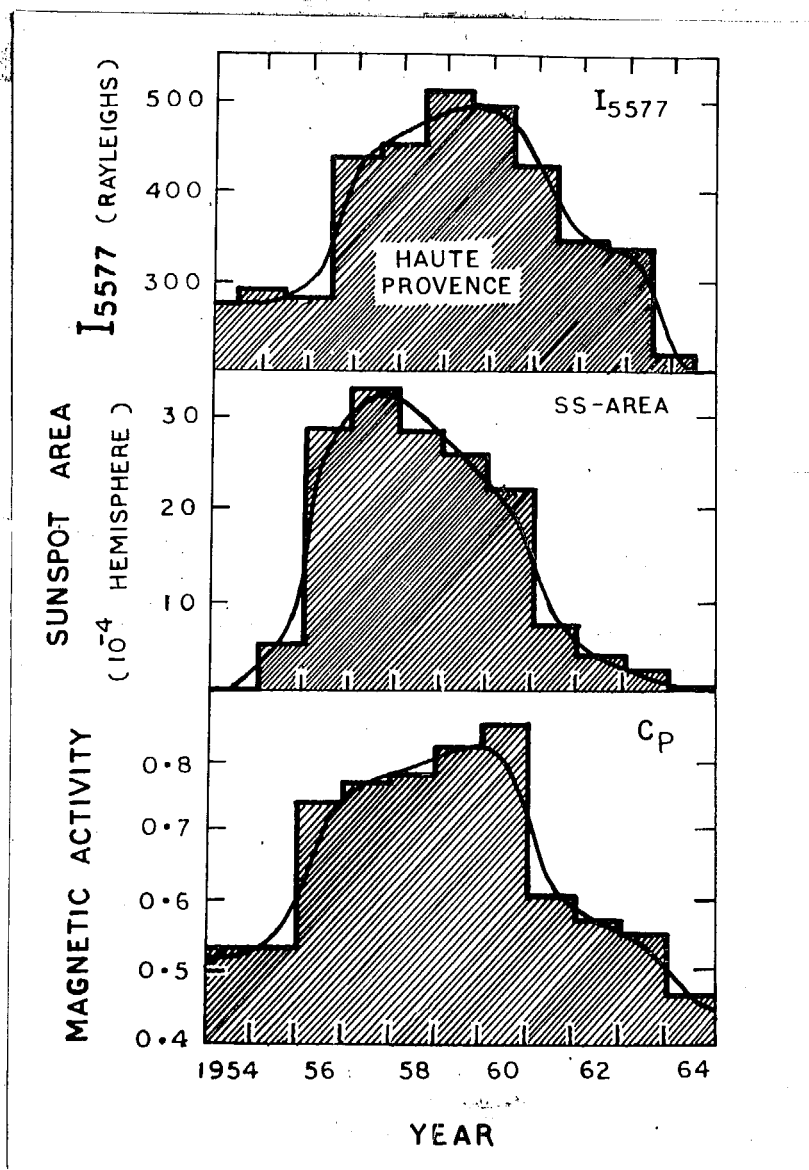 I5577 (RAYLEIGHS)
500
400
300
I5577
HAUTE
PROVENCE
SUNSPOT AREA
(10-4 HEMISPHERE)
30
20
10
SS-AREA
MAGNETIC ACTIVITY
0.8
0.7
0.6
0.5
0.4
CP
1954 56 58 60 62 64
YEAR